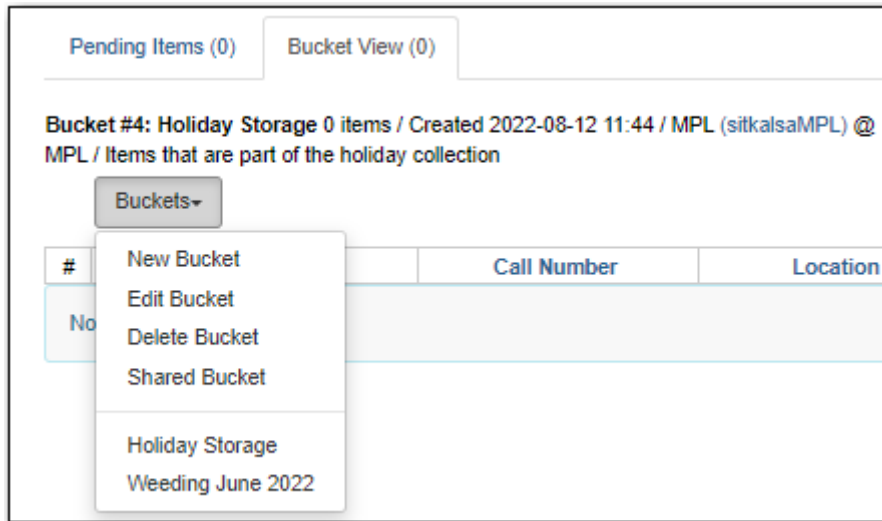 Pending Items (0) Bucket View (0)
Bucket #4: Holiday Storage 0 items / Created 2022-08-12 11:44 / MPL (sitkalsaMPL) @
MPL / Items that are part of the holiday collection
Buckets
# Call Number Location
No
New Bucket
Edit Bucket
Delete Bucket
Shared Bucket
Holiday Storage
Weeding June 2022